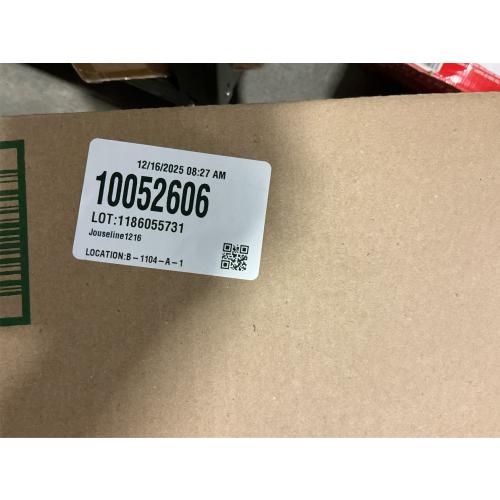 12/16/2025 08:27 AM
10052606
LOT:1186055731
Jouseline1216
LOCATION:B - 1104 - A - 1